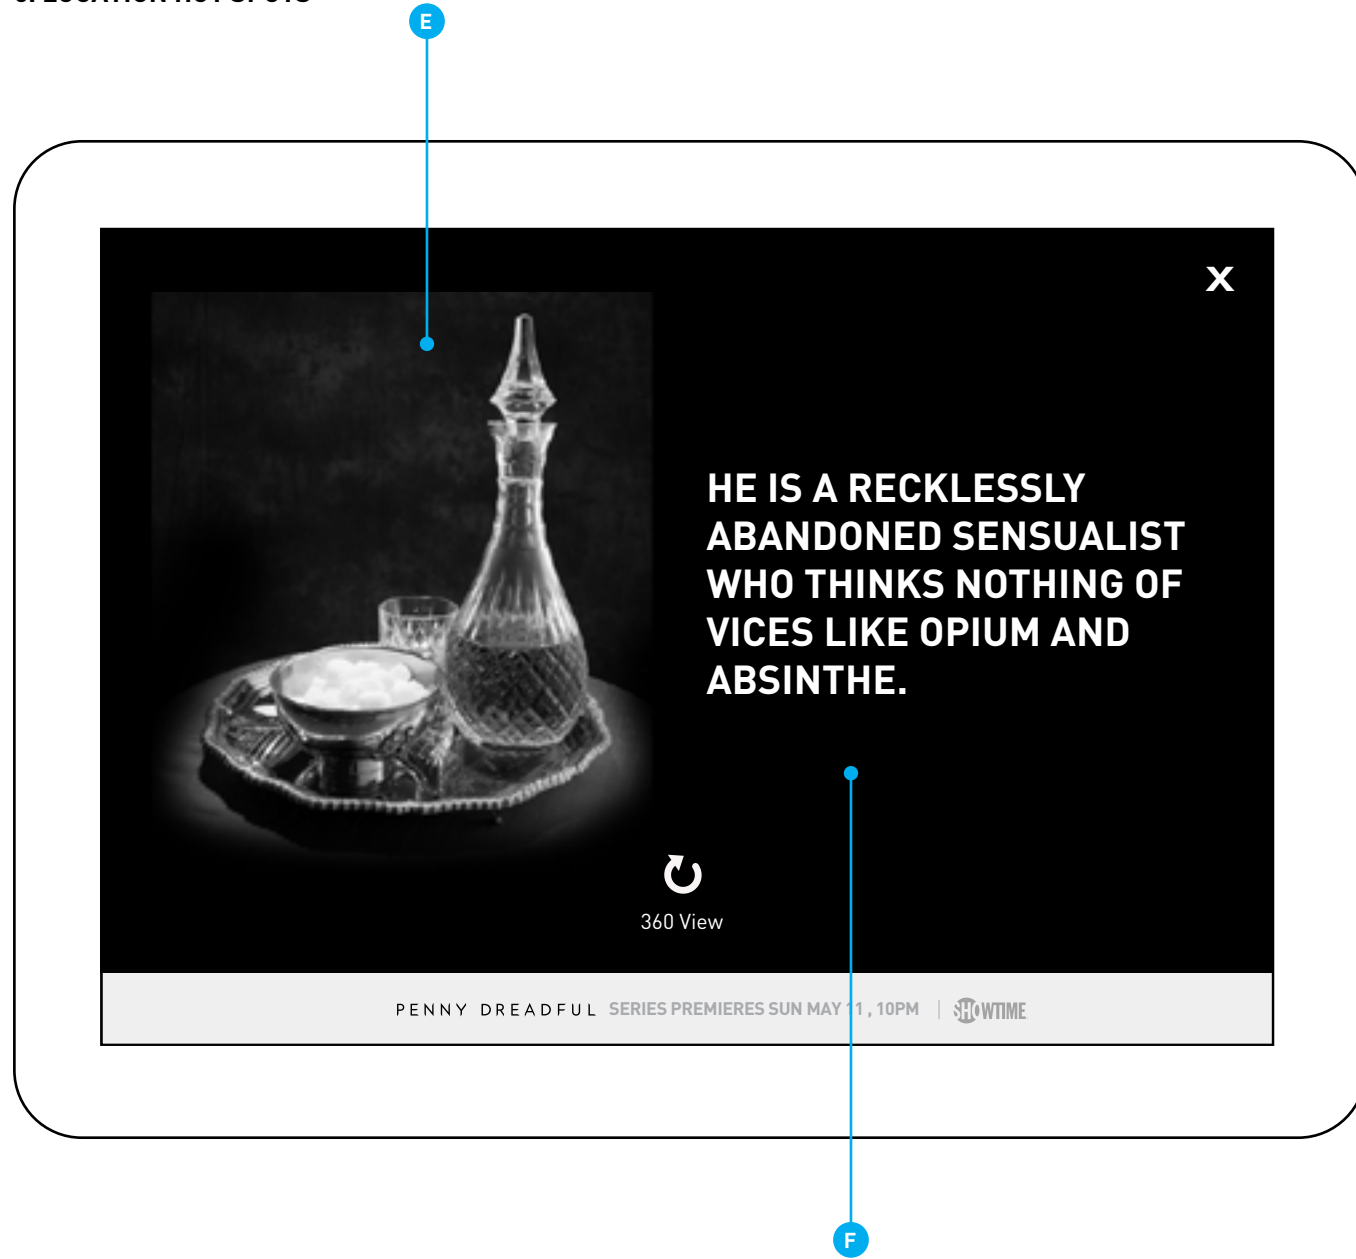 E
X
HE IS A RECKLESSLY
ABANDONED SENSUALIST
WHO THINKS NOTHING OF
VICES LIKE OPIUM AND
ABSINTHE.
360 View
PENNY DREADFUL SERIES PREMIERES SUN MAY 11 , 10PM | SHOWTIME
F